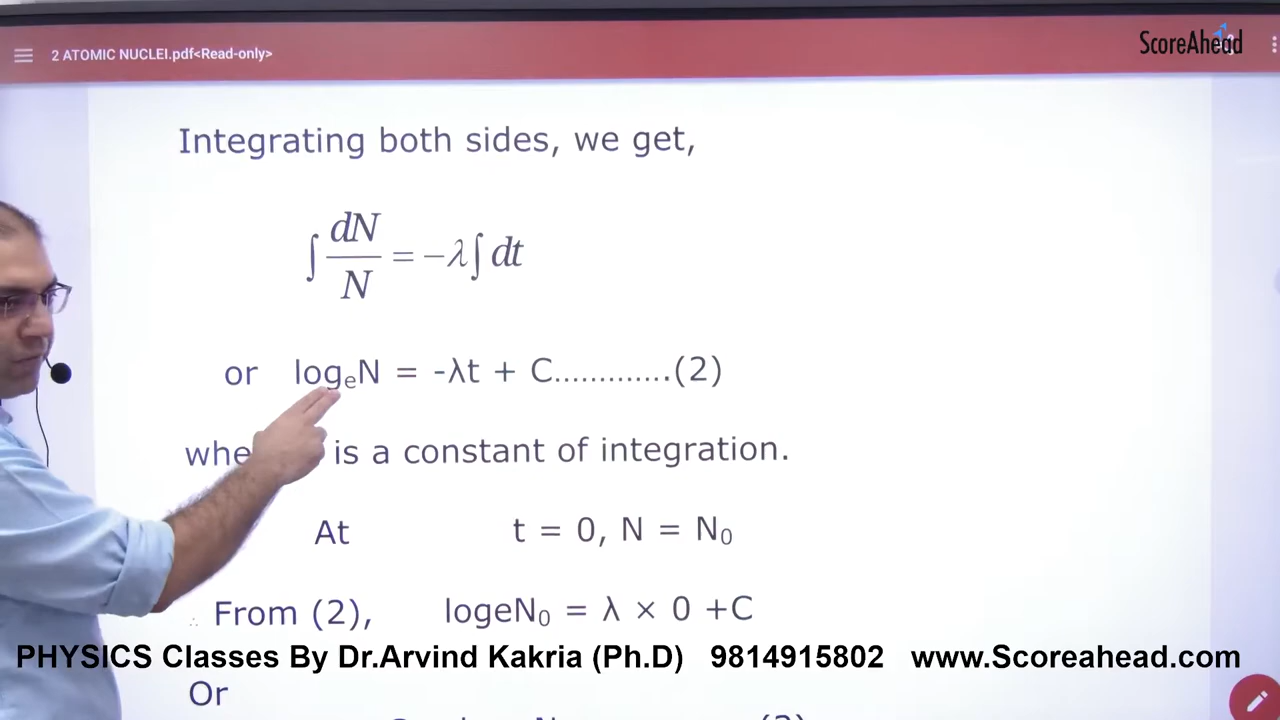 2 ATOMIC NUCLEI.pdf<Read-only>
ScoreAhead
Integrating both sides, we get,
∫ dN/N = −λ∫ dt
or logₑN = -λt + C.............(2)
is a constant of integration.
At t = 0, N = N₀
∴ From (2), logeN₀ = λ × 0 +C
PHYSICS Classes By Dr.Arvind Kakria (Ph.D) 9814915802 www.Scoreahead.com
Or